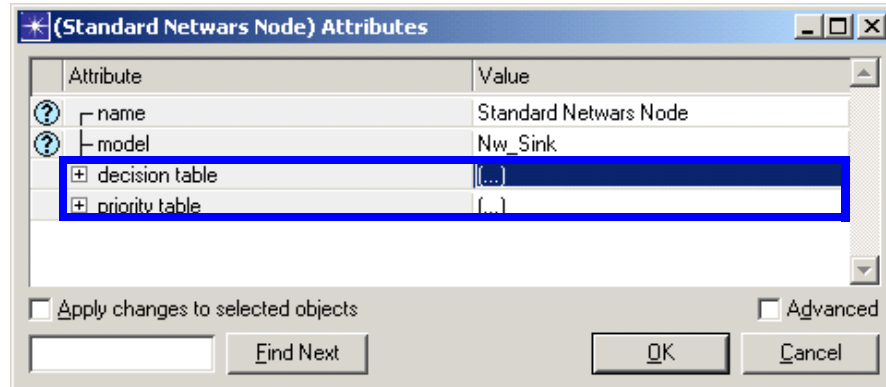 (Standard Netwars Node) Attributes
Attribute Value
name Standard Netwars Node
model Nw_Sink
decision table (...)
priority table (...)
Apply changes to selected objects Advanced
Find Next OK Cancel